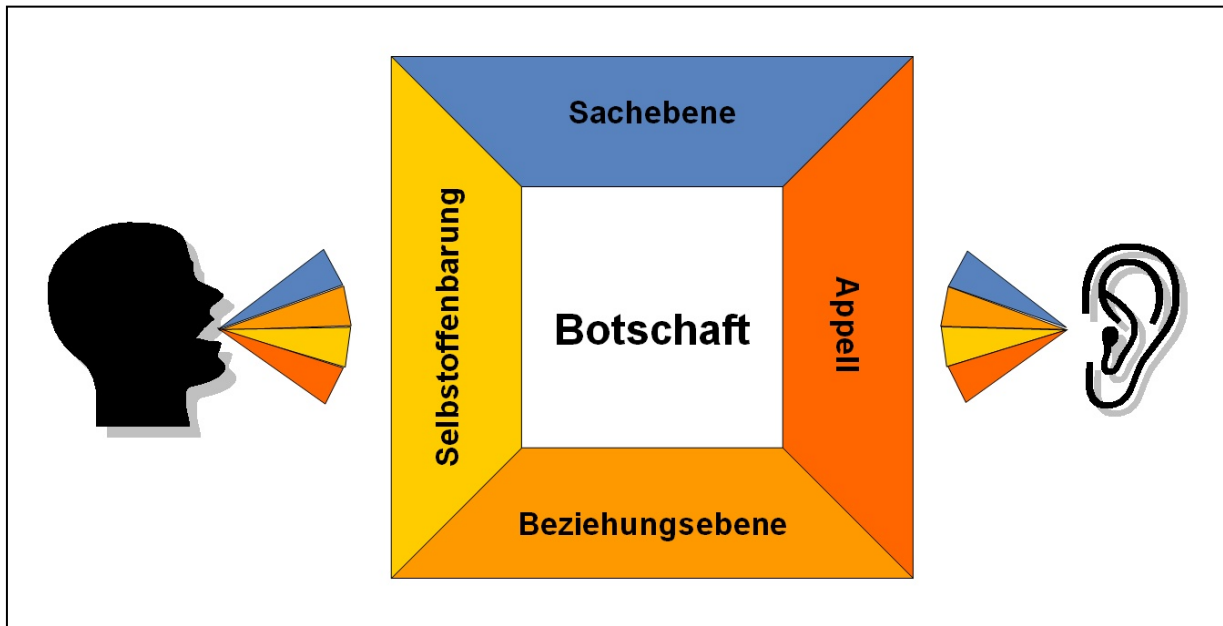 Sachebene
Selbstoffenbarung
Botschaft
Appell
Beziehungsebene